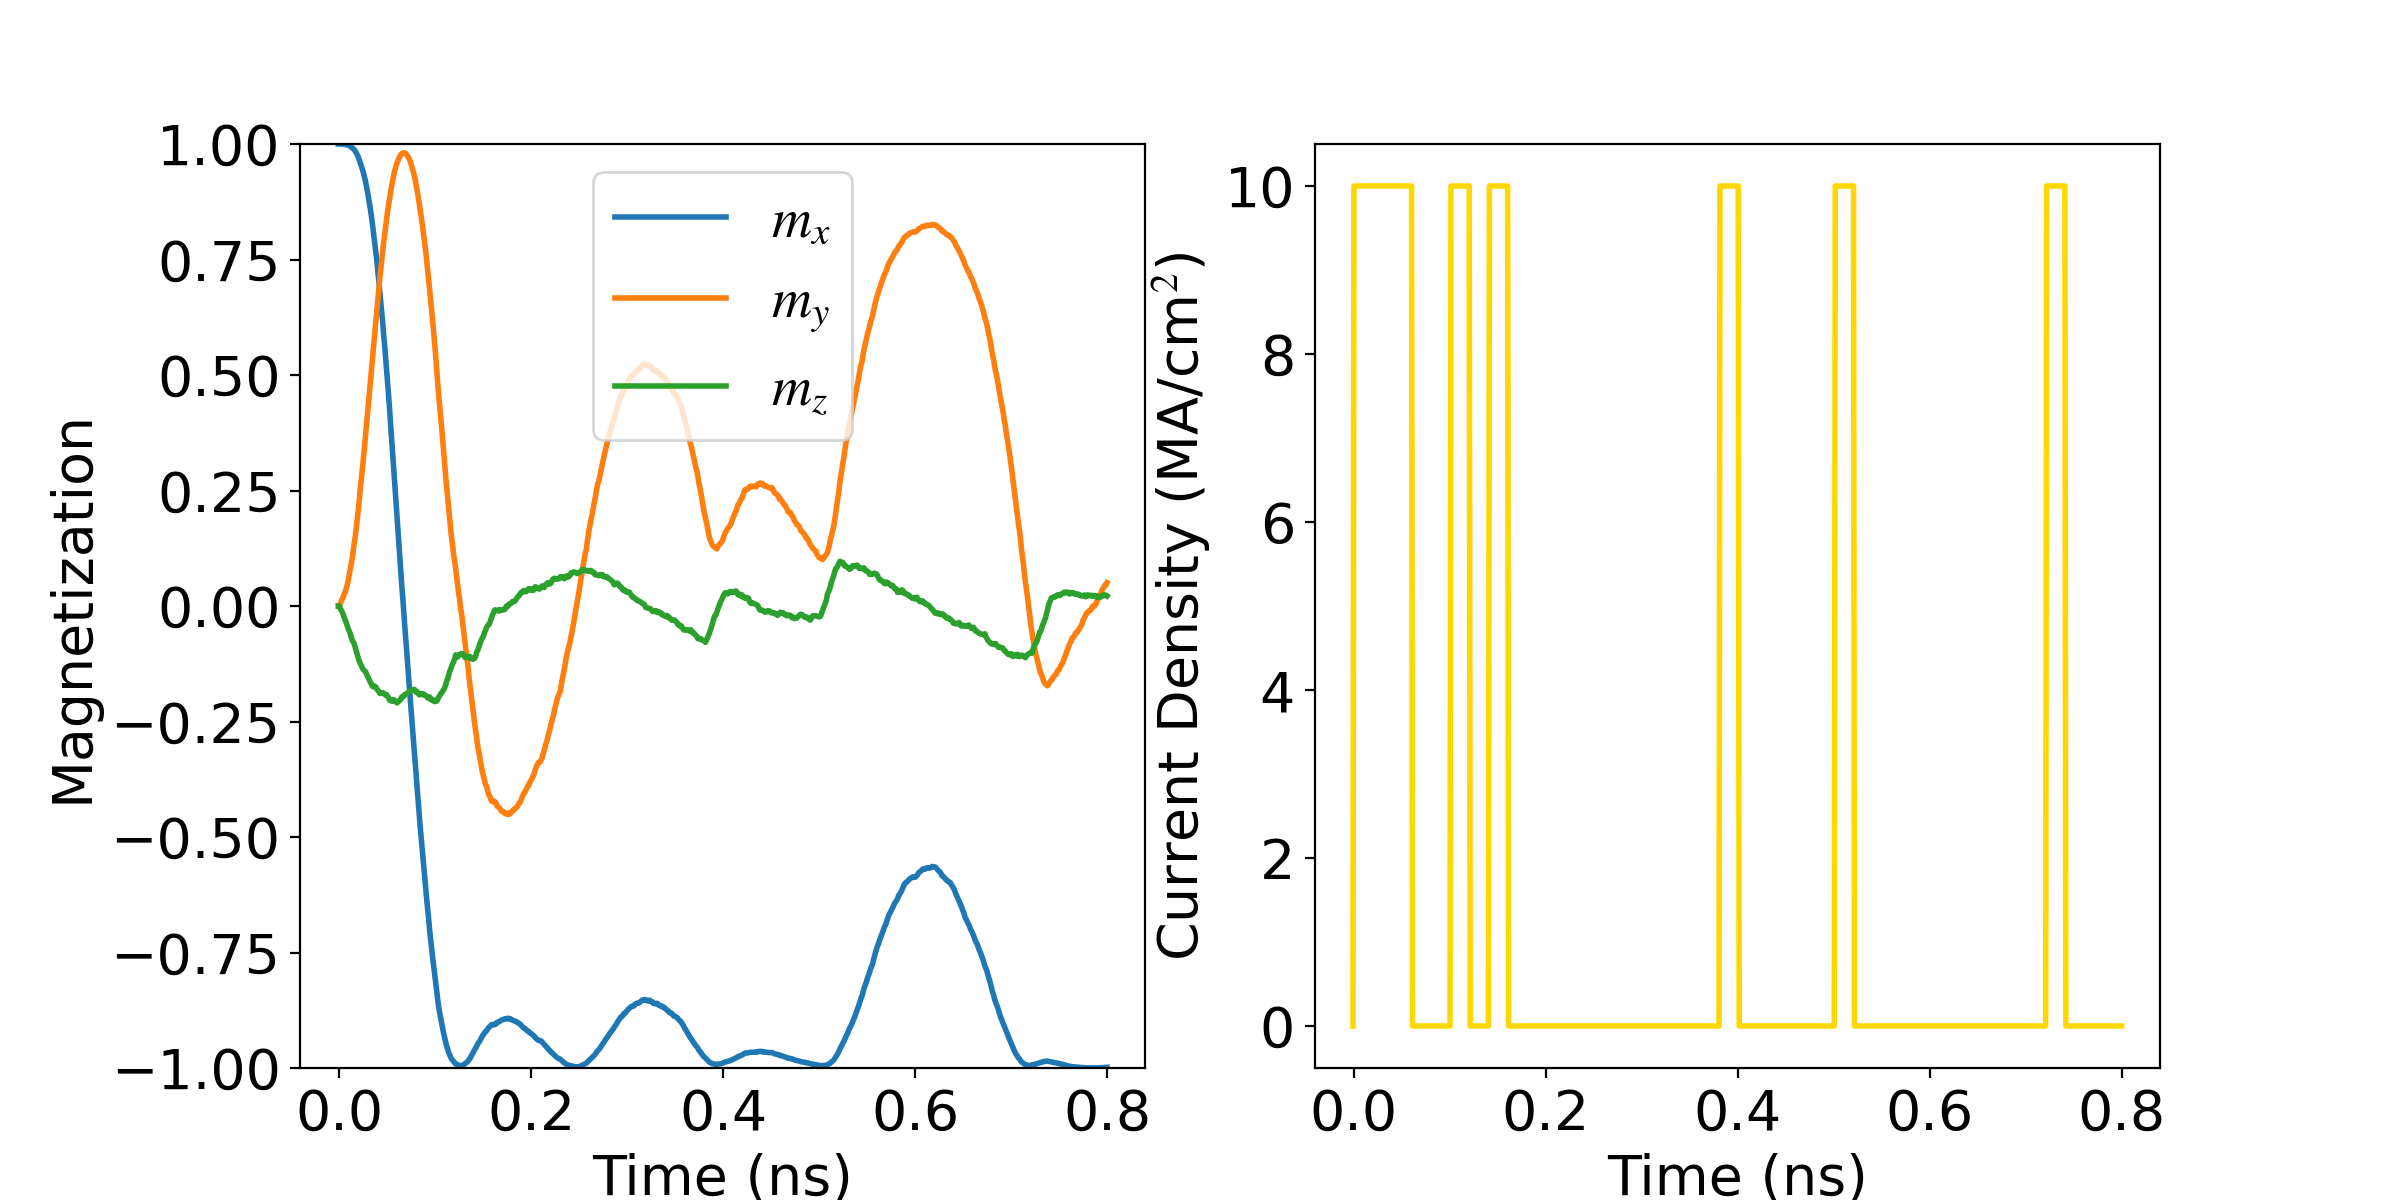 Magnetization
1.00
0.75
0.50
0.25
0.00
−0.25
−0.50
−0.75
−1.00
0.0 0.2 0.4 0.6 0.8
Time (ns)
m_x
m_y
m_z
Current Density (MA/cm²)
10
8
6
4
2
0
0.0 0.2 0.4 0.6 0.8
Time (ns)